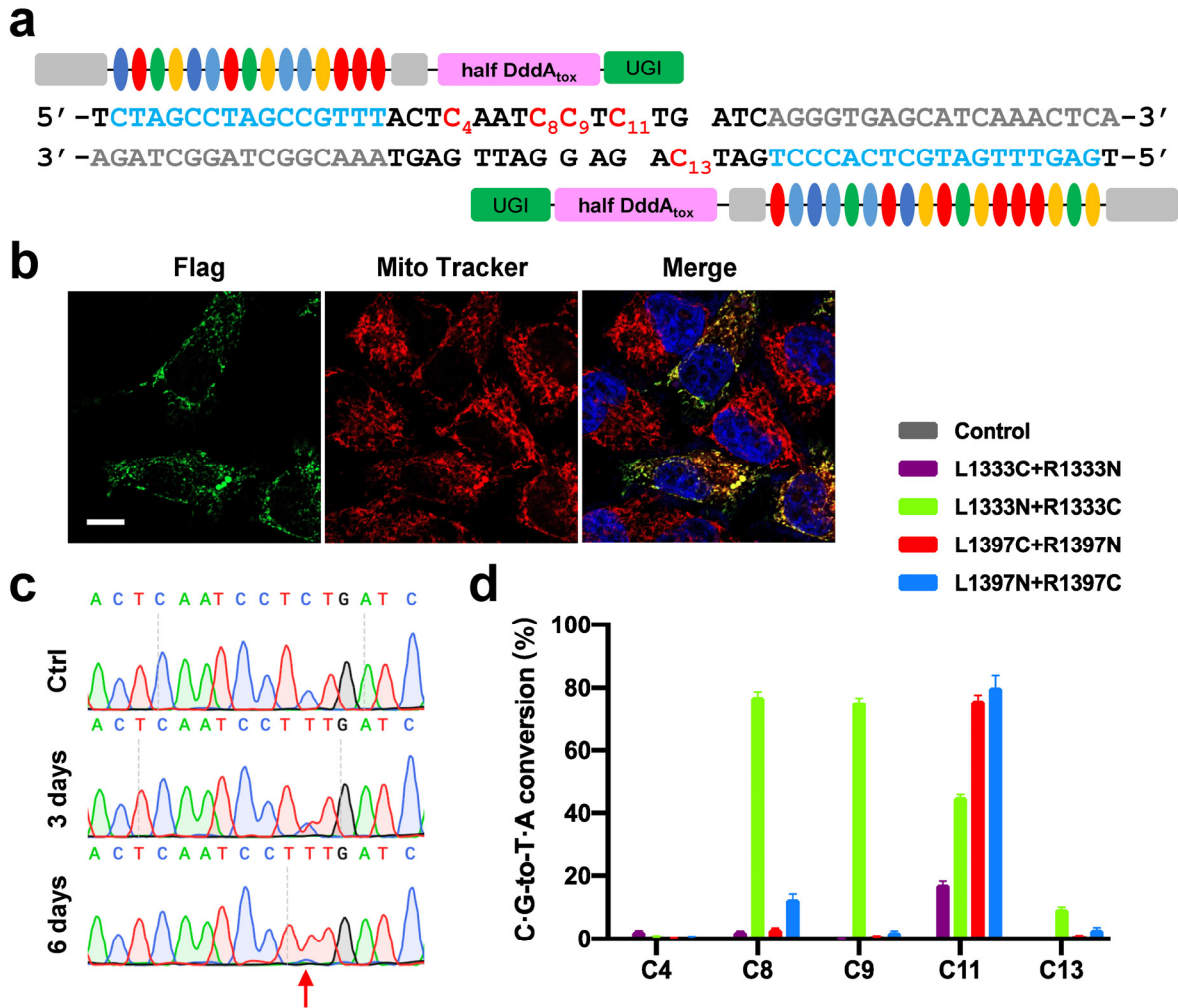 a
half DddAtox UGI
5′ -TCTAGCCTAGCCGTTTACTC4AATC8C9TC11TG ATCAGGGTGAGCATCAAACTCA-3′
3′ -AGATCGGATCGGCAAATGAG TTAG G AG AC13TAGTCCCACTCGTAGTTTGAGT-5′
UGI half DddAtox
b
Flag Mito Tracker Merge
Control
L1333C+R1333N
L1333N+R1333C
L1397C+R1397N
L1397N+R1397C
c
A C T C A A T C C T C T G A T C
Ctrl
A C T C A A T C C T T T G A T C
3 days
A C T C A A T C C T T T G A T C
6 days
d
C·G-to-T·A conversion (%)
100
80
60
40
20
0
C4 C8 C9 C11 C13